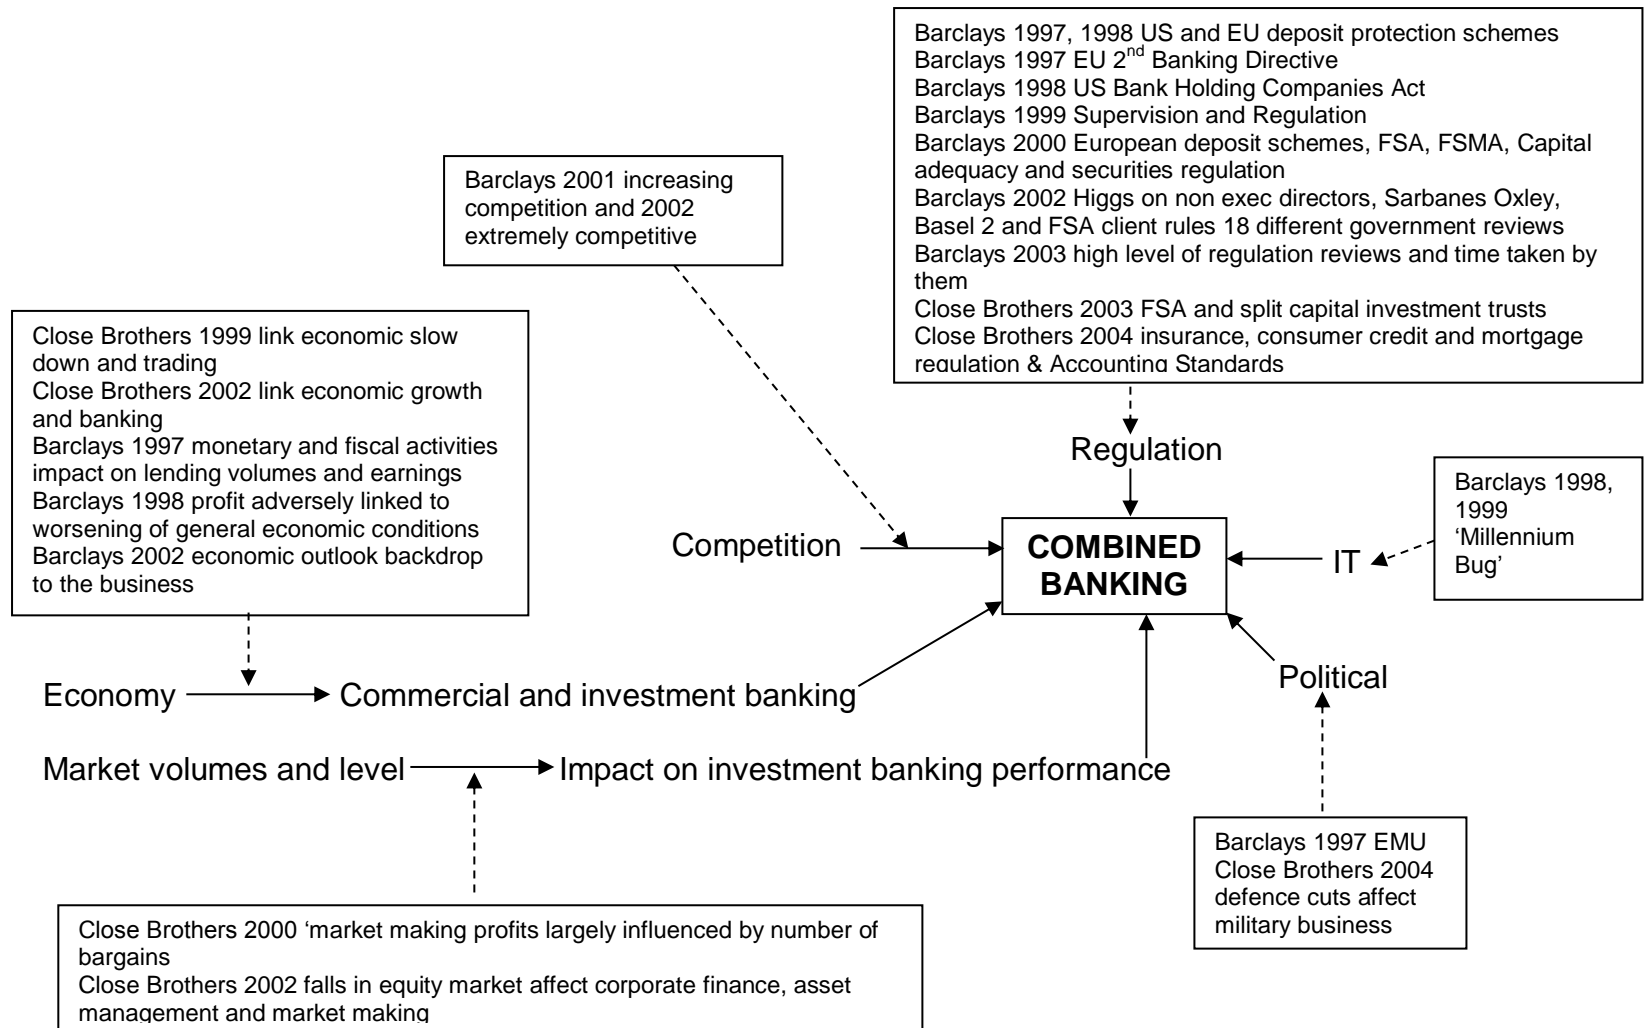 Barclays 1997, 1998 US and EU deposit protection schemes
Barclays 1997 EU 2nd Banking Directive
Barclays 1998 US Bank Holding Companies Act
Barclays 1999 Supervision and Regulation
Barclays 2000 European deposit schemes, FSA, FSMA, Capital
adequacy and securities regulation
Barclays 2002 Higgs on non exec directors, Sarbanes Oxley,
Basel 2 and FSA client rules 18 different government reviews
Barclays 2003 high level of regulation reviews and time taken by
them
Close Brothers 2003 FSA and split capital investment trusts
Close Brothers 2004 insurance, consumer credit and mortgage
regulation & Accounting Standards
Barclays 2001 increasing
competition and 2002
extremely competitive
Close Brothers 1999 link economic slow
down and trading
Close Brothers 2002 link economic growth
and banking
Barclays 1997 monetary and fiscal activities
impact on lending volumes and earnings
Barclays 1998 profit adversely linked to
worsening of general economic conditions
Barclays 2002 economic outlook backdrop
to the business
Regulation
Barclays 1998,
1999
‘Millennium
Bug’
Competition
COMBINED
BANKING
IT
Economy
Commercial and investment banking
Political
Market volumes and level
Impact on investment banking performance
Barclays 1997 EMU
Close Brothers 2004
defence cuts affect
military business
Close Brothers 2000 ‘market making profits largely influenced by number of
bargains
Close Brothers 2002 falls in equity market affect corporate finance, asset
management and market making